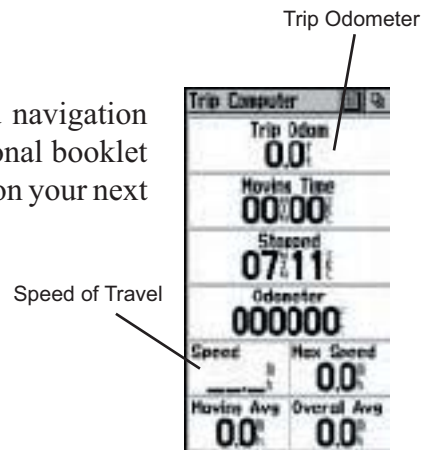 Trip Odometer
navigation
onal booklet
on your next
Trip Computer
Trip Odom
0.0
Moving Time
00:00
Stopped
07:11
Speed of Travel
Odometer
000000
Speed
Max Speed
__._
0.0
Moving Avg
Overall Avg
0.0
0.0